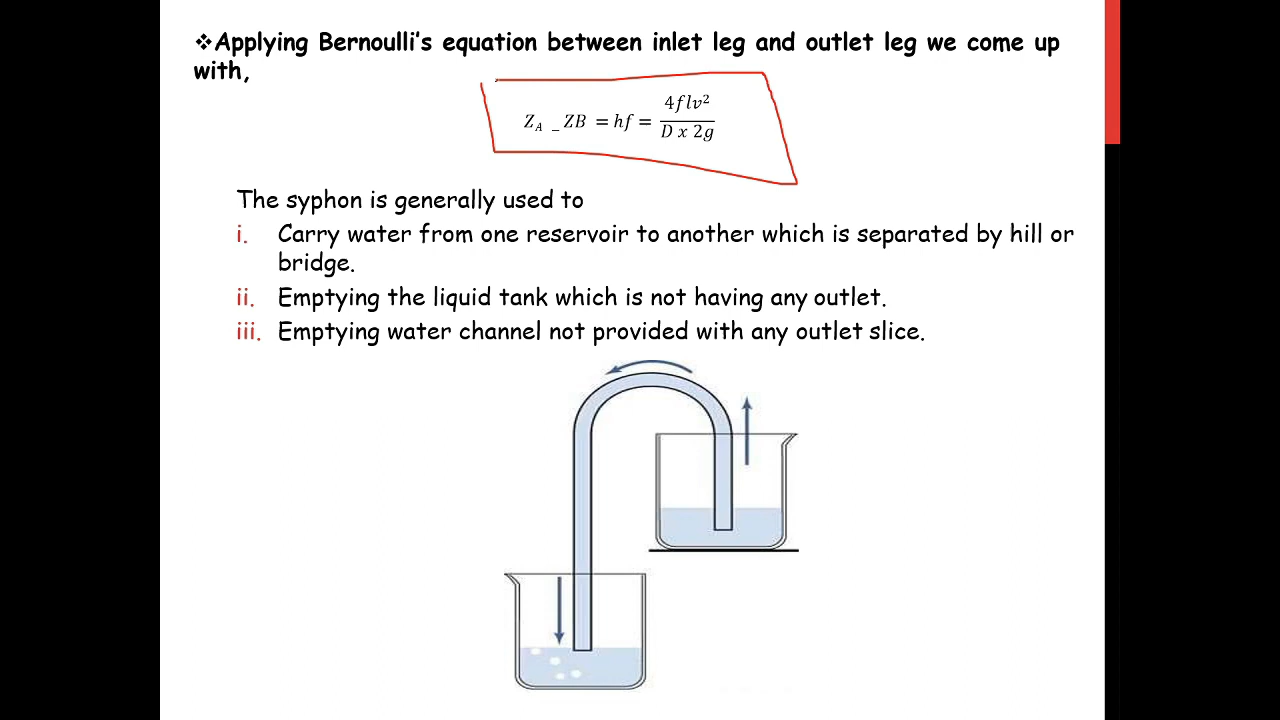 ❖Applying Bernoulli's equation between inlet leg and outlet leg we come up
with,
Z_A _ ZB = hf = 4flv² / D x 2g
The syphon is generally used to
i. Carry water from one reservoir to another which is separated by hill or
bridge.
ii. Emptying the liquid tank which is not having any outlet.
iii. Emptying water channel not provided with any outlet slice.